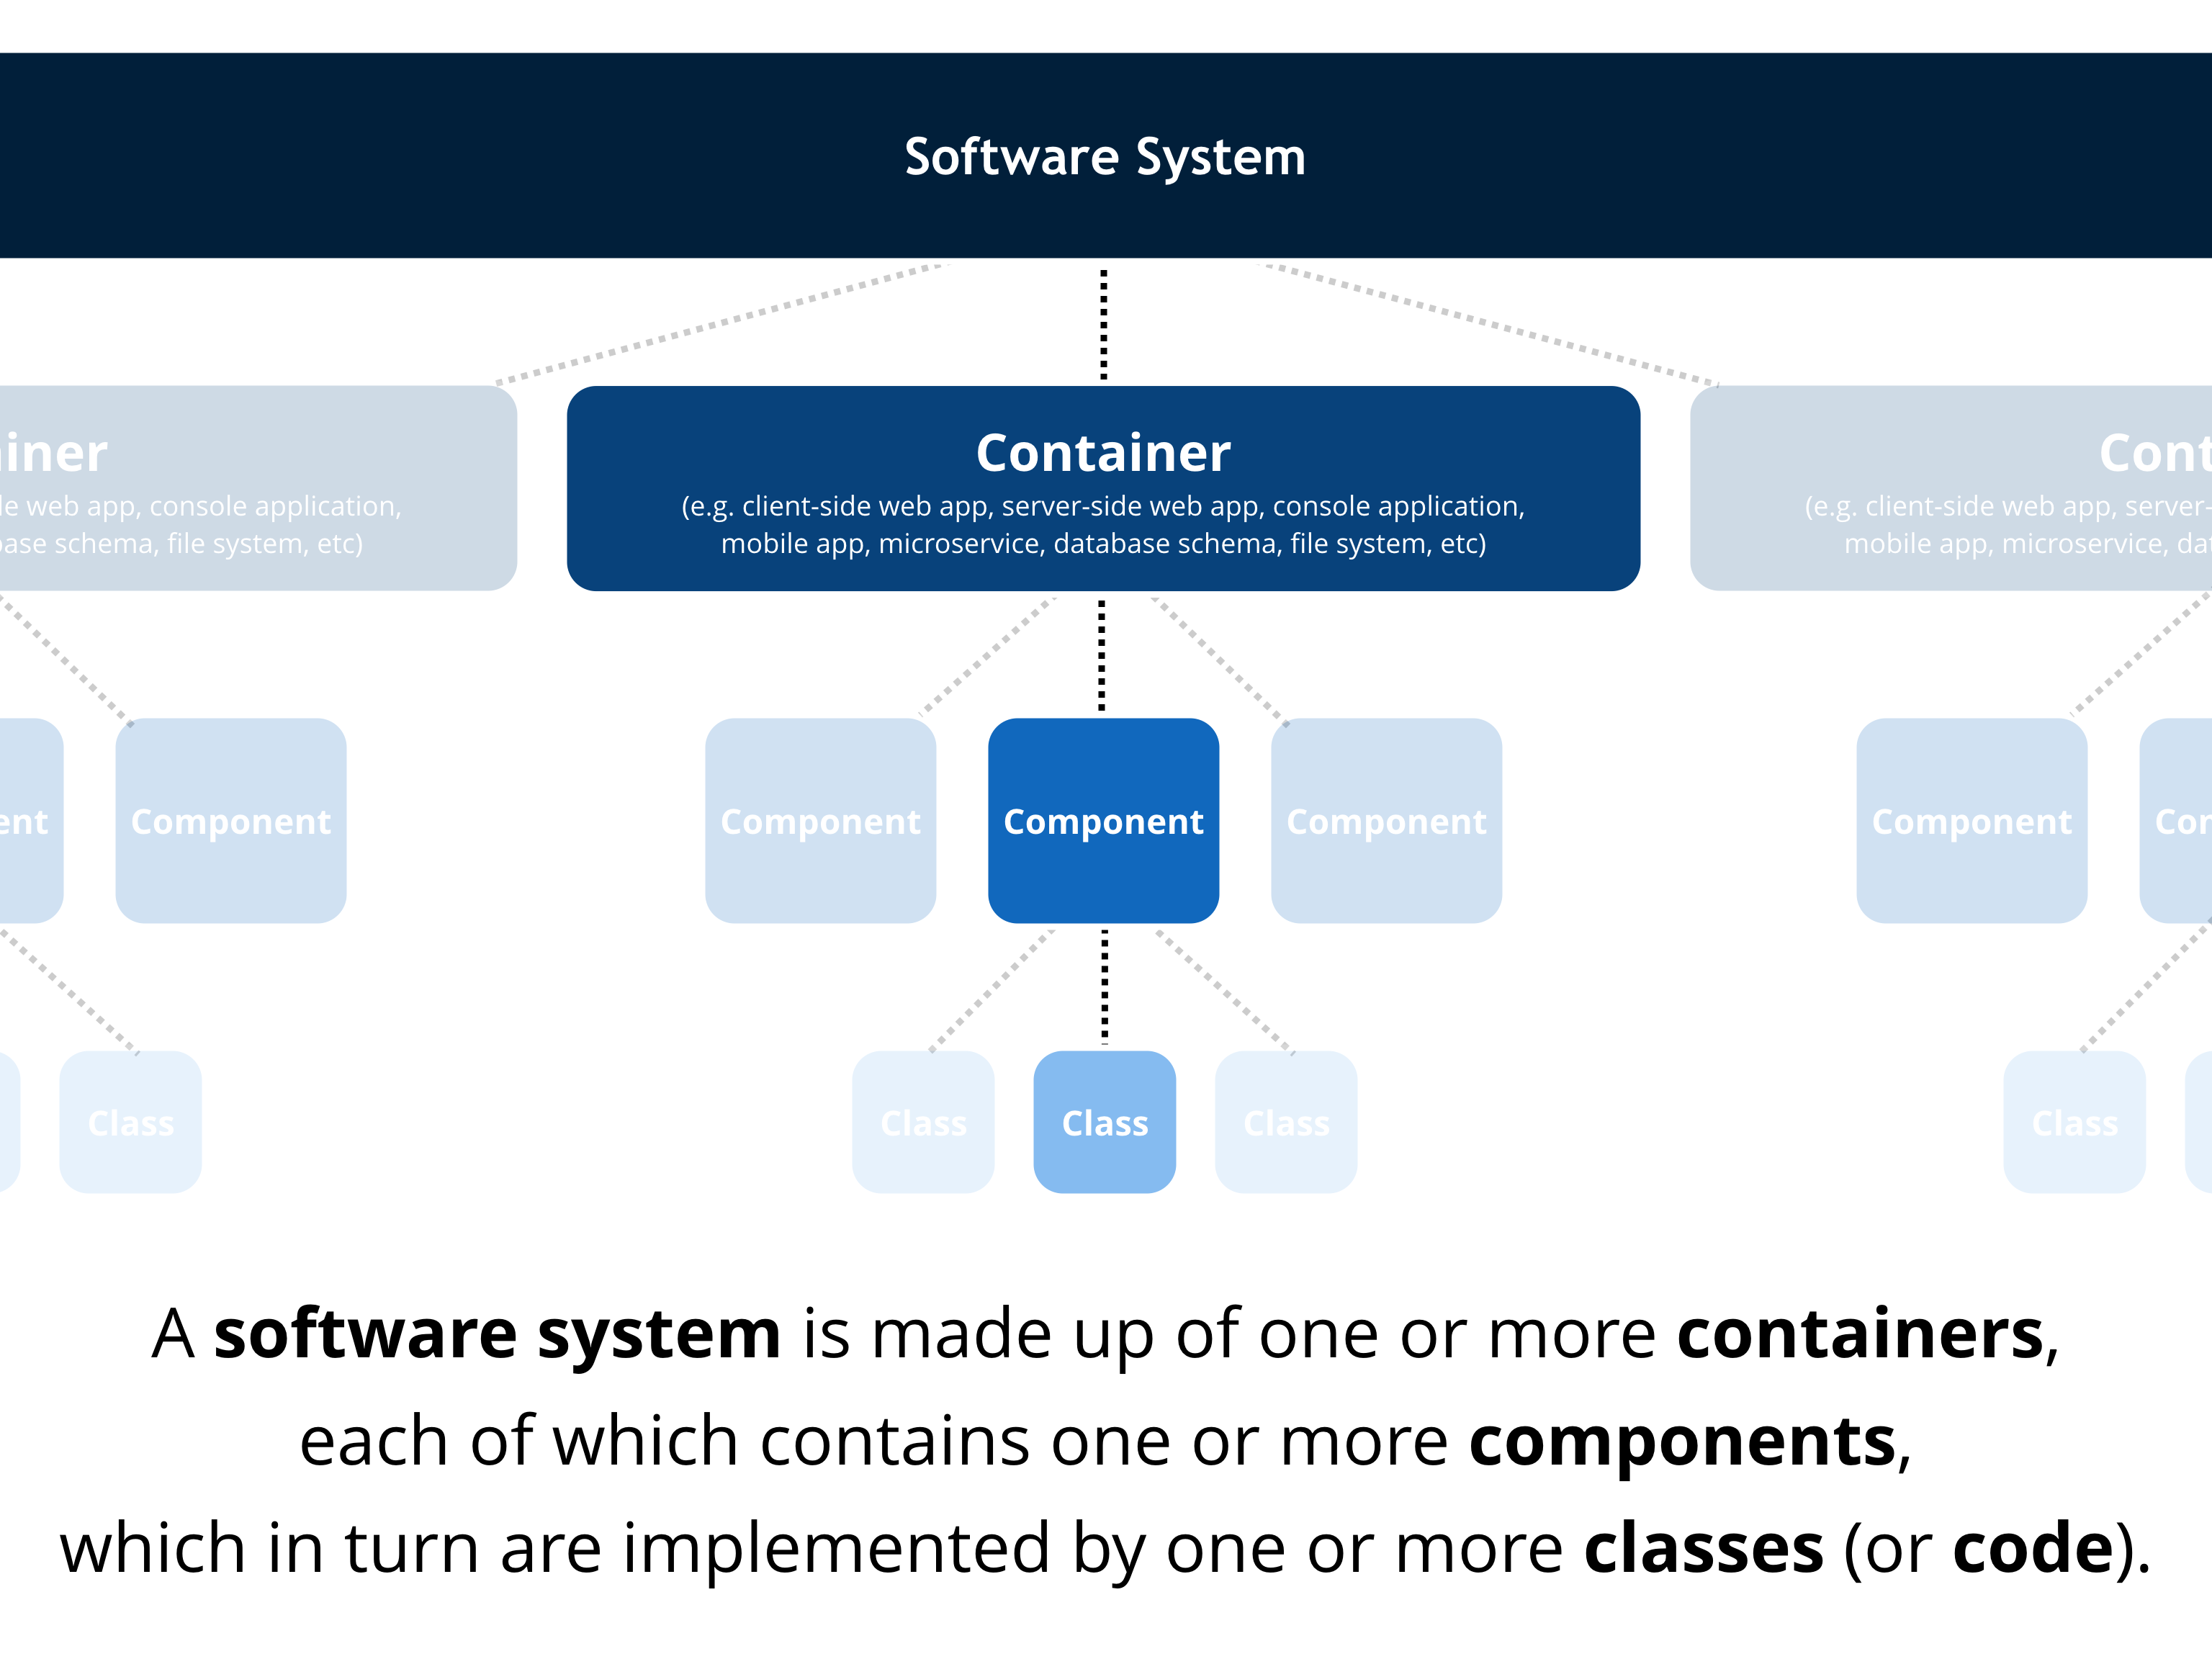 Software System
iner
Container
Cont
le web app, console application,
(e.g. client-side web app, server-side web app, console application,
(e.g. client-side web app, server-
ase schema, file system, etc)
mobile app, microservice, database schema, file system, etc)
mobile app, microservice, dat
ent
Component
Component
Component
Component
Component
Com
Class
Class
Class
Class
Class
A software system is made up of one or more containers,
each of which contains one or more components,
which in turn are implemented by one or more classes (or code).